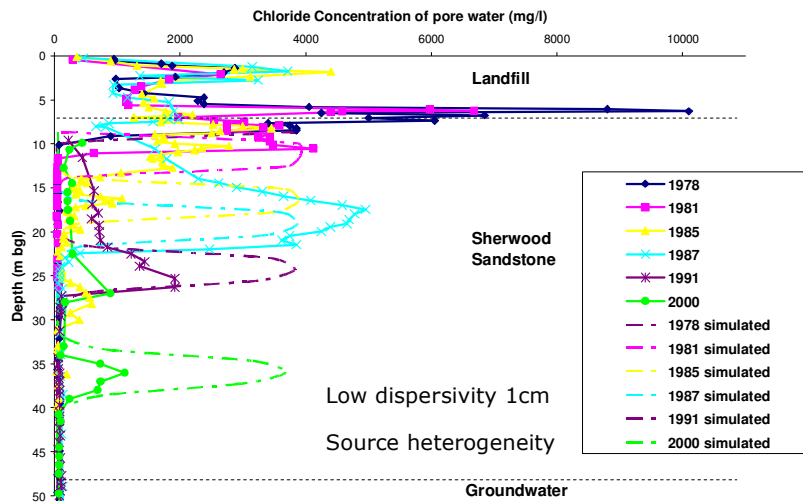 Chloride Concentration of pore water (mg/l)
0 2000 4000 6000 8000 10000
Depth (m bgl)
0
5
10
15
20
25
30
35
40
45
50
Landfill
Sherwood
Sandstone
Low dispersivity 1cm
Source heterogeneity
Groundwater
1978
1981
1985
1987
1991
2000
1978 simulated
1981 simulated
1985 simulated
1987 simulated
1991 simulated
2000 simulated